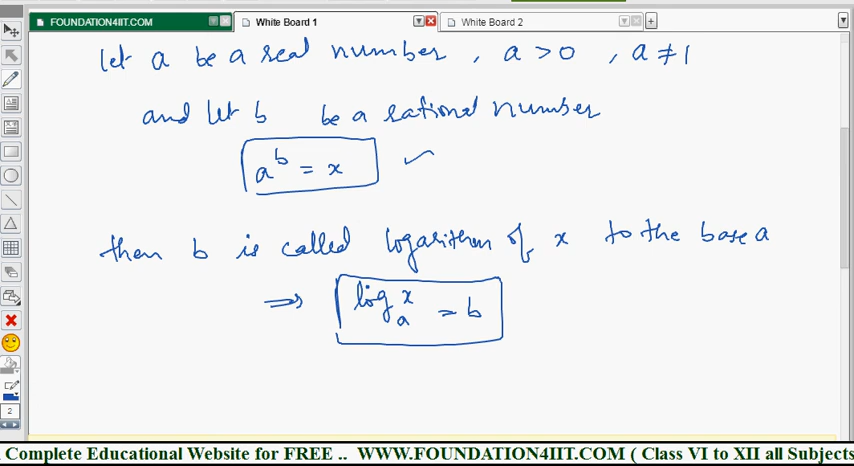 FOUNDATION4IIT.COM White Board 1 White Board 2
let a be a real number, a > 0, a ≠ 1
and let b be a rational number
a^b = x ✓
then b is called logarithm of x to the base a
⇒ log_a^x = b
2
Complete Educational Website for FREE .. WWW.FOUNDATION4IIT.COM ( Class VI to XII all Subjects